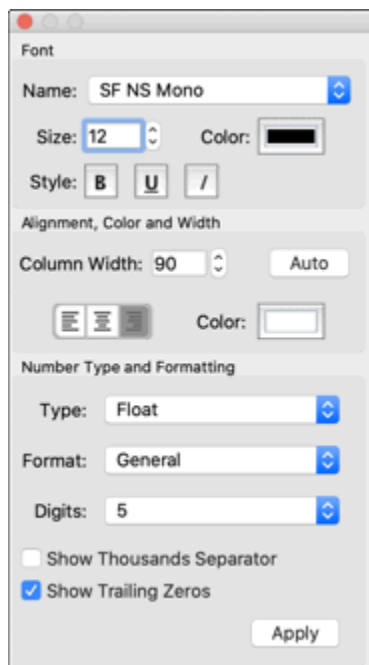 Font
Name: SF NS Mono
Size: 12 Color:
Style: B U /
Alignment, Color and Width
Column Width: 90 Auto
Color:
Number Type and Formatting
Type: Float
Format: General
Digits: 5
Show Thousands Separator
Show Trailing Zeros
Apply